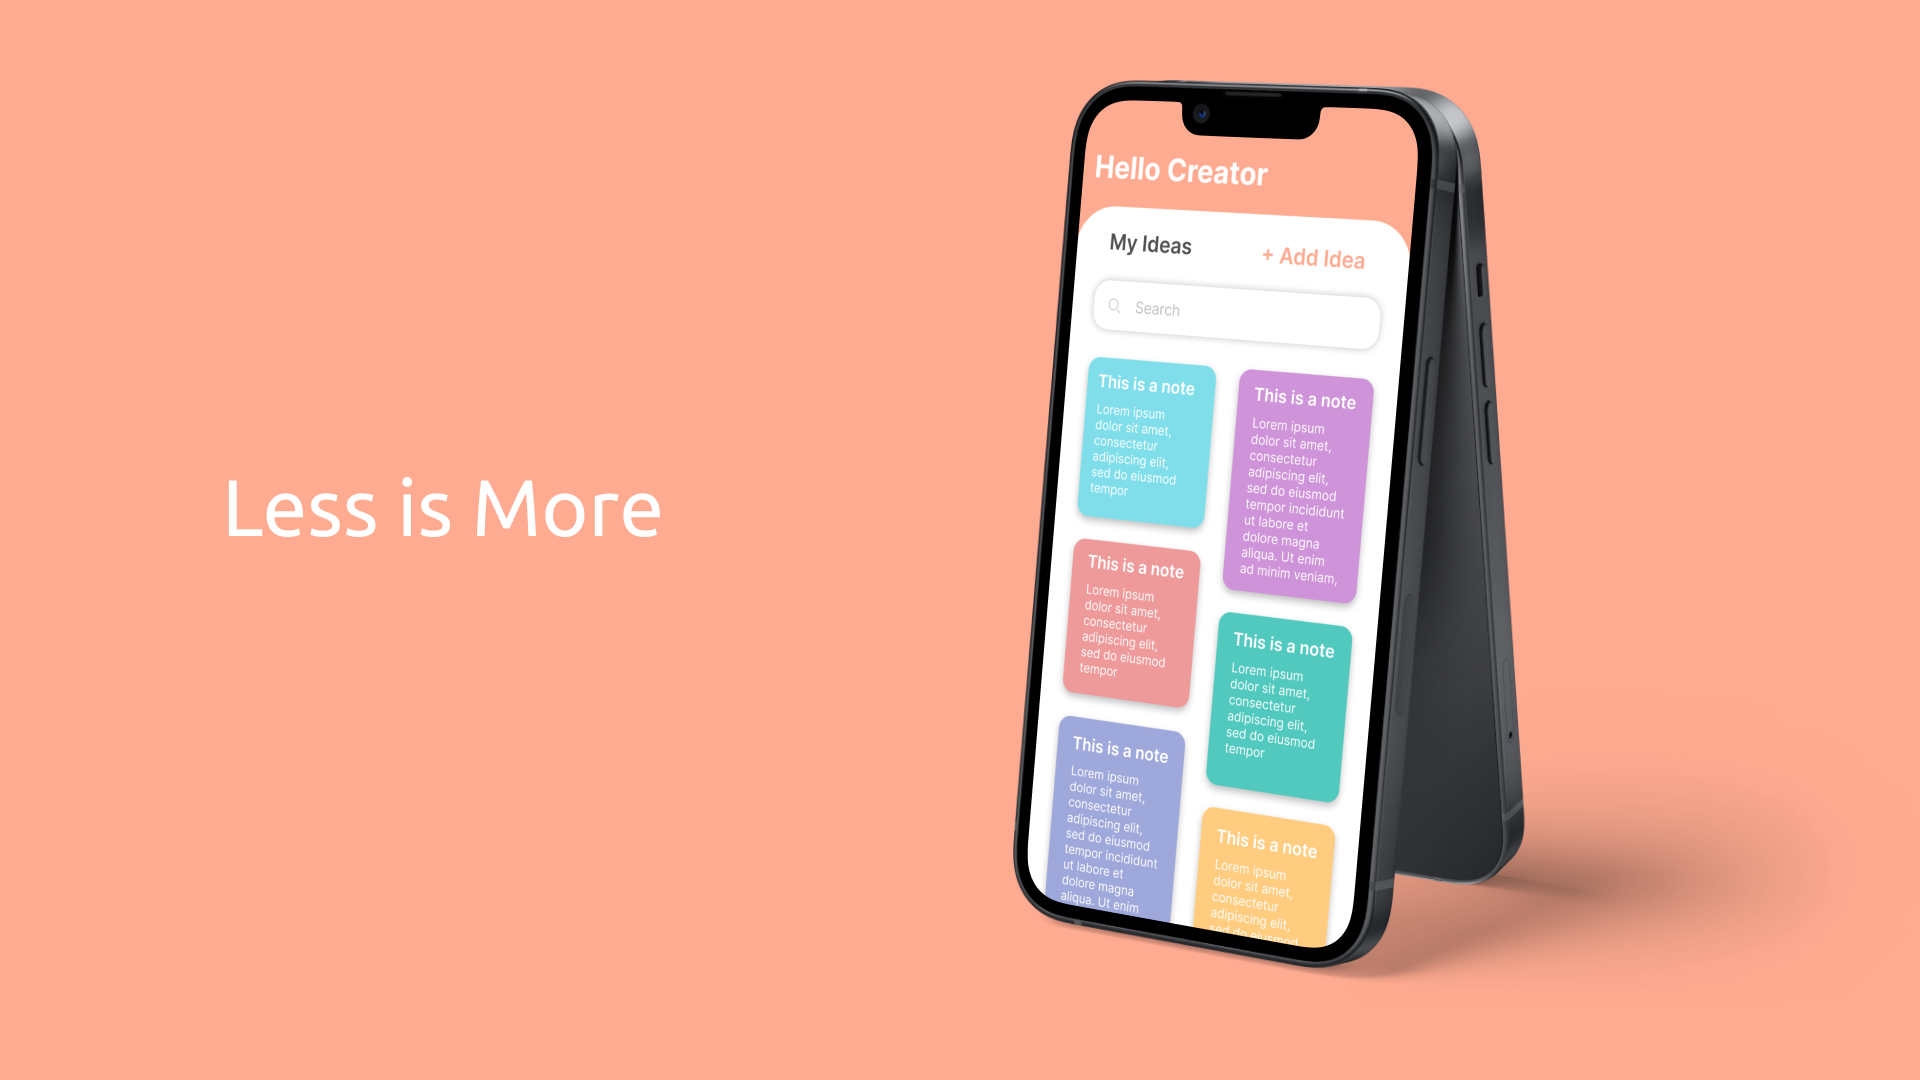 Less is More
Hello Creator
My Ideas
+ Add Idea
Search
This is a note
Lorem ipsum
dolor sit amet,
consectetur
adipiscing elit,
sed do eiusmod
tempor
This is a note
Lorem ipsum
dolor sit amet,
consectetur
adipiscing elit,
sed do eiusmod
tempor incididunt
ut labore et
dolore magna
aliqua. Ut enim
ad minim veniam,
This is a note
Lorem ipsum
dolor sit amet,
consectetur
adipiscing elit,
sed do eiusmod
tempor
This is a note
Lorem ipsum
dolor sit amet,
consectetur
adipiscing elit,
sed do eiusmod
tempor
This is a note
Lorem ipsum
dolor sit amet,
consectetur
adipiscing elit,
sed do eiusmod
tempor incididunt
ut labore et
dolore magna
aliqua. Ut enim
This is a note
Lorem ipsum
dolor sit amet,
consectetur
adipiscing elit,
sed do eiusmod